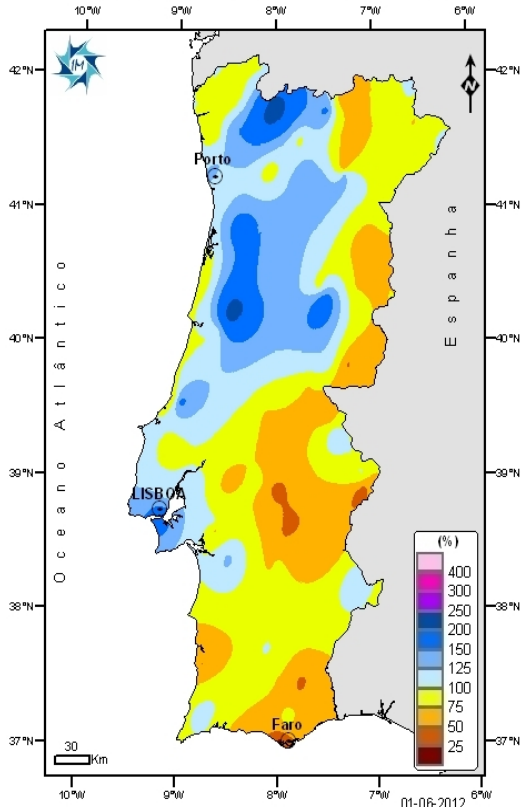 10°W 9°W 8°W 7°W 6°W
IM
N
42°N 42°N
Porto
41°N 41°N
Espanha
Oceano Atlântico
40°N 40°N
39°N 39°N
LISBOA
(%)
400
300
250
200
150
125
100
75
50
25
38°N 38°N
Faro
37°N 37°N
30
Km
10°W 9°W 8°W 7°W 6°W
01-06-2012